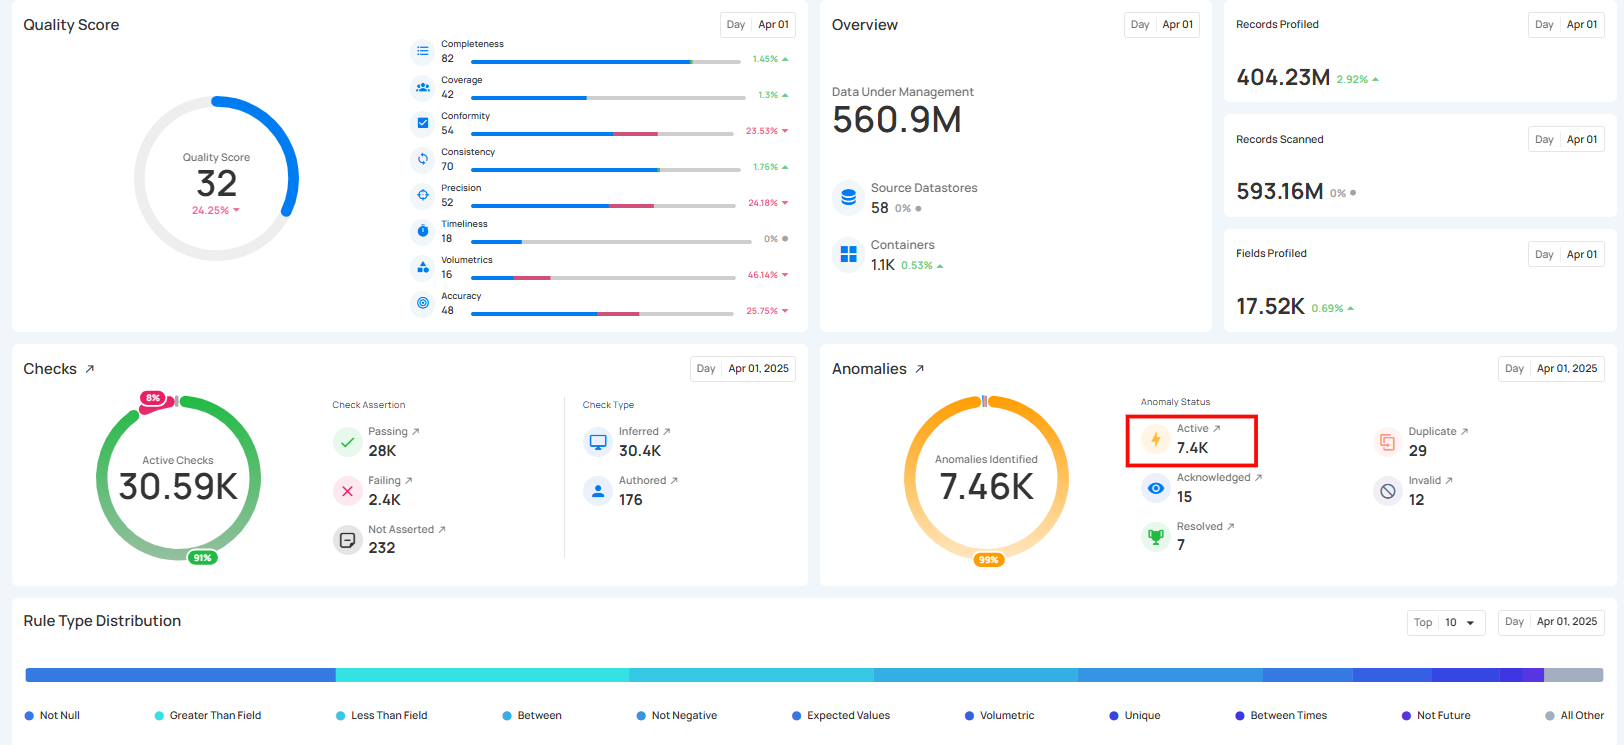 Quality Score
Day Apr 01
Quality Score
32
24.25%
Completeness
82
1.45%
Coverage
42
1.3%
Conformity
54
23.53%
Consistency
70
1.76%
Precision
52
24.18%
Timeliness
18
0%
Volumetrics
16
46.14%
Accuracy
48
25.75%
Overview
Day Apr 01
Data Under Management
560.9M
Source Datastores
58 0%
Containers
1.1K 0.53%
Records Profiled
Day Apr 01
404.23M 2.92%
Records Scanned
Day Apr 01
593.16M 0%
Fields Profiled
Day Apr 01
17.52K 0.69%
Checks
Day Apr 01, 2025
8%
Active Checks
30.59K
91%
Check Assertion
Passing
28K
Failing
2.4K
Not Asserted
232
Check Type
Inferred
30.4K
Authored
176
Anomalies
Day Apr 01, 2025
Anomalies Identified
7.46K
99%
Anomaly Status
Active
7.4K
Acknowledged
15
Resolved
7
Duplicate
29
Invalid
12
Rule Type Distribution
Top 10
Day Apr 01, 2025
Not Null
Greater Than Field
Less Than Field
Between
Not Negative
Expected Values
Volumetric
Unique
Between Times
Not Future
All Other